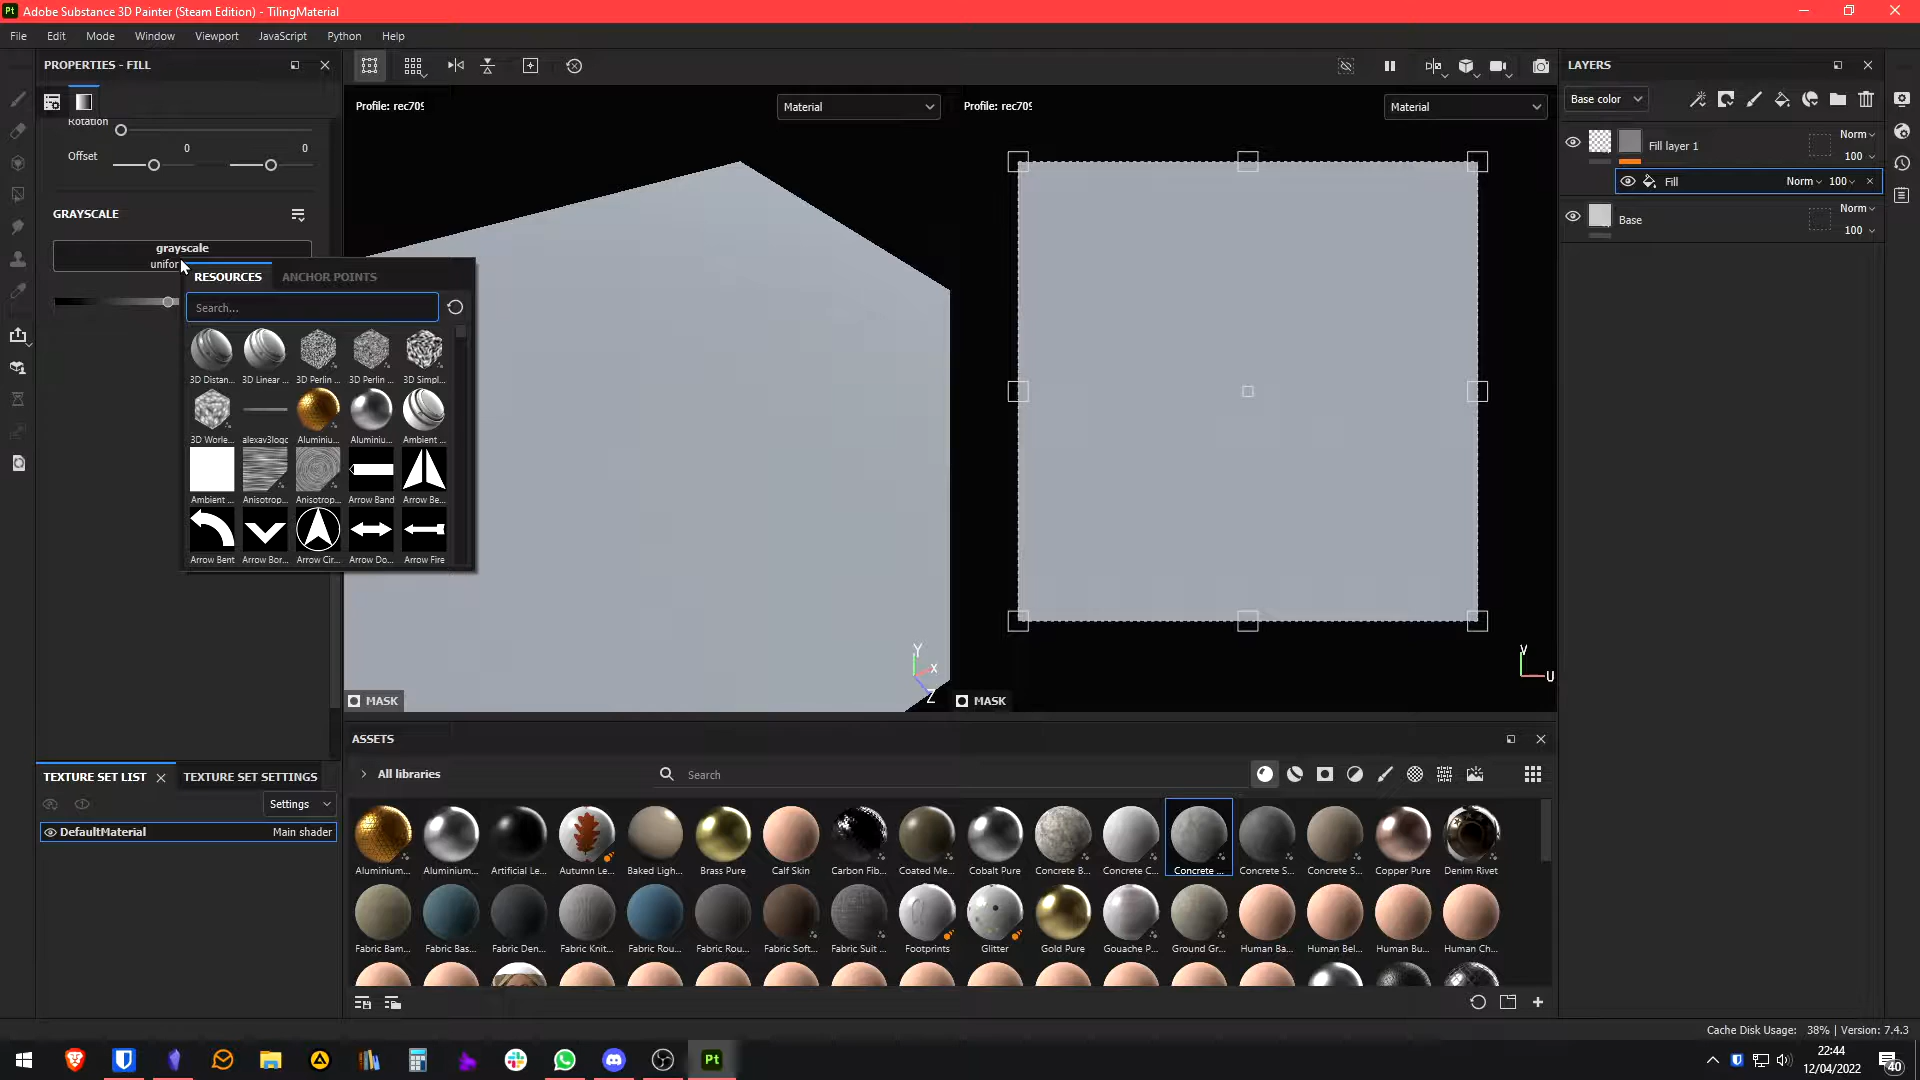 Adobe Substance 3D Painter (Steam Edition) - TilingMaterial
File Edit Mode Window Viewport JavaScript Python Help
PROPERTIES - FILL
Rotation
Offset 0 0
GRAYSCALE
grayscale
unifor
RESOURCES ANCHOR POINTS
Search...
3D Distan... 3D Linear ... 3D Perlin ... 3D Perlin ... 3D Simpl...
3D Worle... alexav3logo Aluminiu... Aluminiu... Ambient ...
Ambient ... Anisotrop... Anisotrop... Arrow Band Arrow Be...
Arrow Bent Arrow Bor... Arrow Cir... Arrow Do... Arrow Fire
Profile: rec709
Material
Profile: rec709
Material
Y
X
Z
MASK
V
U
MASK
LAYERS
Base color
Fill layer 1
Norm
100
Fill Norm 100
Base
Norm
100
TEXTURE SET LIST TEXTURE SET SETTINGS
Settings
DefaultMaterial Main shader
ASSETS
All libraries
Search
Aluminium... Aluminium... Artificial Le... Autumn Le... Baked Ligh... Brass Pure Calf Skin Carbon Fib... Coated Me... Cobalt Pure Concrete B... Concrete C... Concrete ... Concrete S... Concrete S... Copper Pure Denim Rivet
Fabric Bam... Fabric Bas... Fabric Den... Fabric Knit... Fabric Rou... Fabric Rou... Fabric Soft... Fabric Suit ... Footprints Glitter Gold Pure Gouache P... Ground Gr... Human Ba... Human Bel... Human Bu... Human Ch...
Cache Disk Usage: 38% | Version: 7.4.3
Pt
22:44
12/04/2022
40